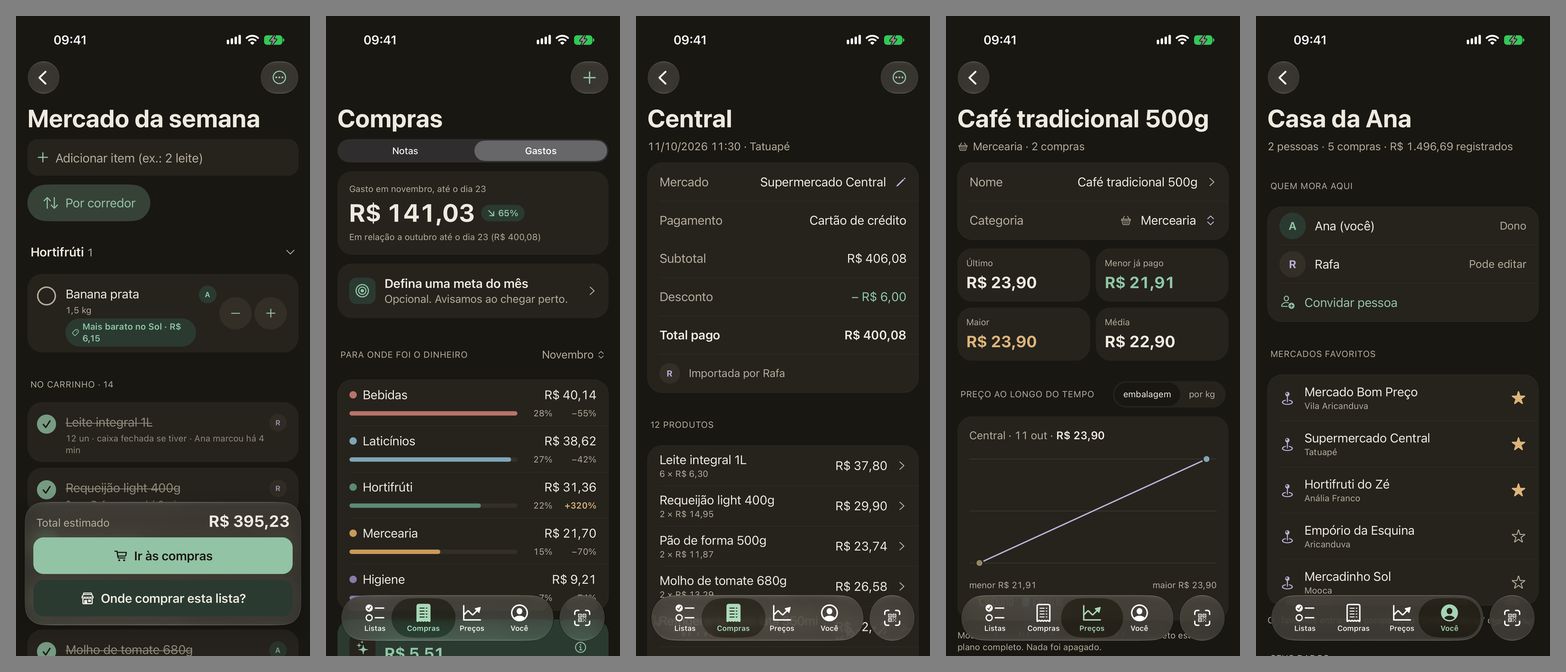 09:41
Mercado da semana
Adicionar item (ex.: 2 leite)
Por corredor
Hortifrúti 1
Banana prata
A
1,5 kg
Mais barato no Sol · R$
6,15
NO CARRINHO · 14
Leite integral 1L
R
12 un · caixa fechada se tiver · Ana marcou há 4
min
Requeijão light 400g
R
Total estimado
R$ 395,23
Ir às compras
Onde comprar esta lista?
Molho de tomate 680g
A
09:41
Compras
Notas
Gastos
Gasto em novembro, até o dia 23
R$ 141,03
65%
Em relação a outubro até o dia 23 (R$ 400,08)
Defina uma meta do mês
Opcional. Avisamos ao chegar perto.
PARA ONDE FOI O DINHEIRO
Novembro
Bebidas
R$ 40,14
28%
−55%
Laticínios
R$ 38,62
27%
−42%
Hortifrúti
R$ 31,36
22%
+320%
Mercearia
R$ 21,70
15%
−70%
Higiene
R$ 9,21
Listas
Compras
Preços
Você
R$ 5,51
09:41
Central
11/10/2026 11:30 · Tatuapé
Mercado
Supermercado Central
Pagamento
Cartão de crédito
Subtotal
R$ 406,08
Desconto
− R$ 6,00
Total pago
R$ 400,08
R
Importada por Rafa
12 PRODUTOS
Leite integral 1L
6 × R$ 6,30
R$ 37,80
Requeijão light 400g
2 × R$ 14,95
R$ 29,90
Pão de forma 500g
2 × R$ 11,87
R$ 23,74
Molho de tomate 680g
2 × R$ 13,29
R$ 26,58
Listas
Compras
Preços
Você
09:41
Café tradicional 500g
Mercearia · 2 compras
Nome
Café tradicional 500g
Categoria
Mercearia
Último
R$ 23,90
Menor já pago
R$ 21,91
Maior
R$ 23,90
Média
R$ 22,90
PREÇO AO LONGO DO TEMPO
embalagem
por kg
Central · 11 out · R$ 23,90
menor R$ 21,91
maior R$ 23,90
Listas
Compras
Preços
Você
plano completo. Nada foi apagado.
09:41
Casa da Ana
2 pessoas · 5 compras · R$ 1.496,69 registrados
QUEM MORA AQUI
A
Ana (você)
Dono
R
Rafa
Pode editar
Convidar pessoa
MERCADOS FAVORITOS
Mercado Bom Preço
Vila Aricanduva
Supermercado Central
Tatuapé
Hortifruti do Zé
Anália Franco
Empório da Esquina
Aricanduva
Mercadinho Sol
Mooca
Listas
Compras
Preços
Você